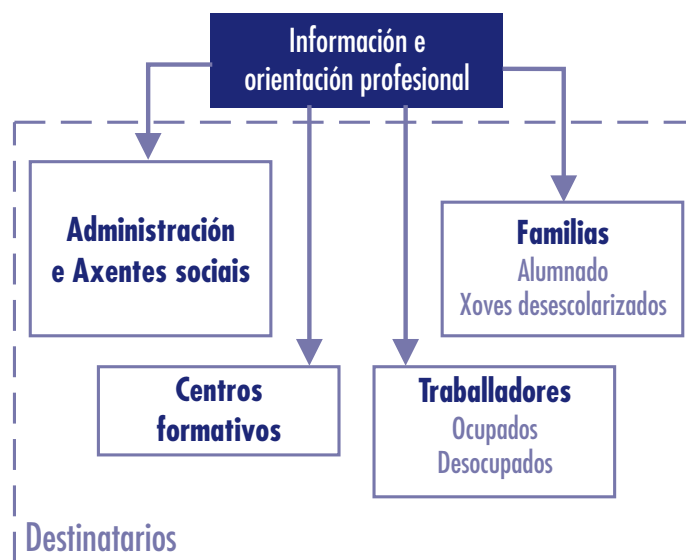 Información e
orientación profesional
Administración
e Axentes sociais
Familias
Alumnado
Xoves desescolarizados
Centros
formativos
Traballadores
Ocupados
Desocupados
Destinatarios